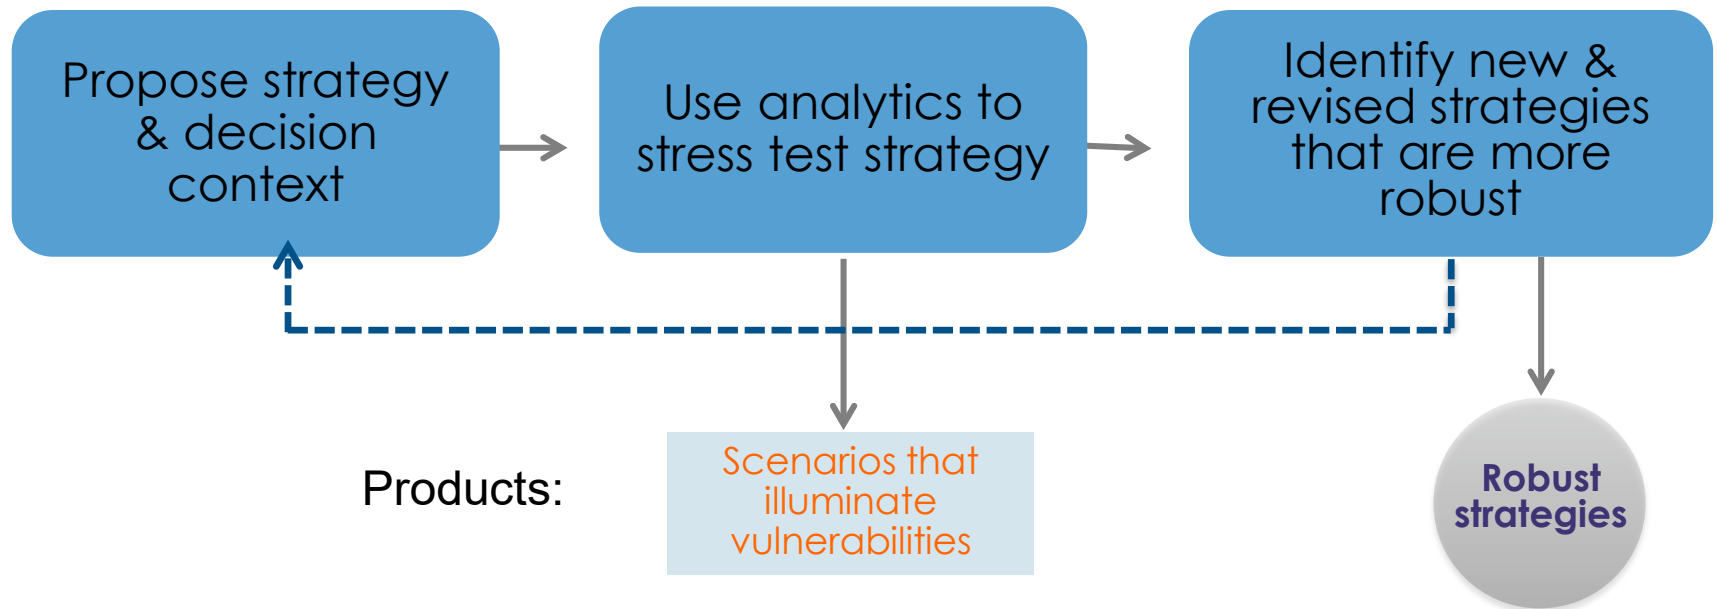 Propose strategy
& decision
context
Use analytics to
stress test strategy
Identify new &
revised strategies
that are more
robust
Products:
Scenarios that
illuminate
vulnerabilities
Robust
strategies